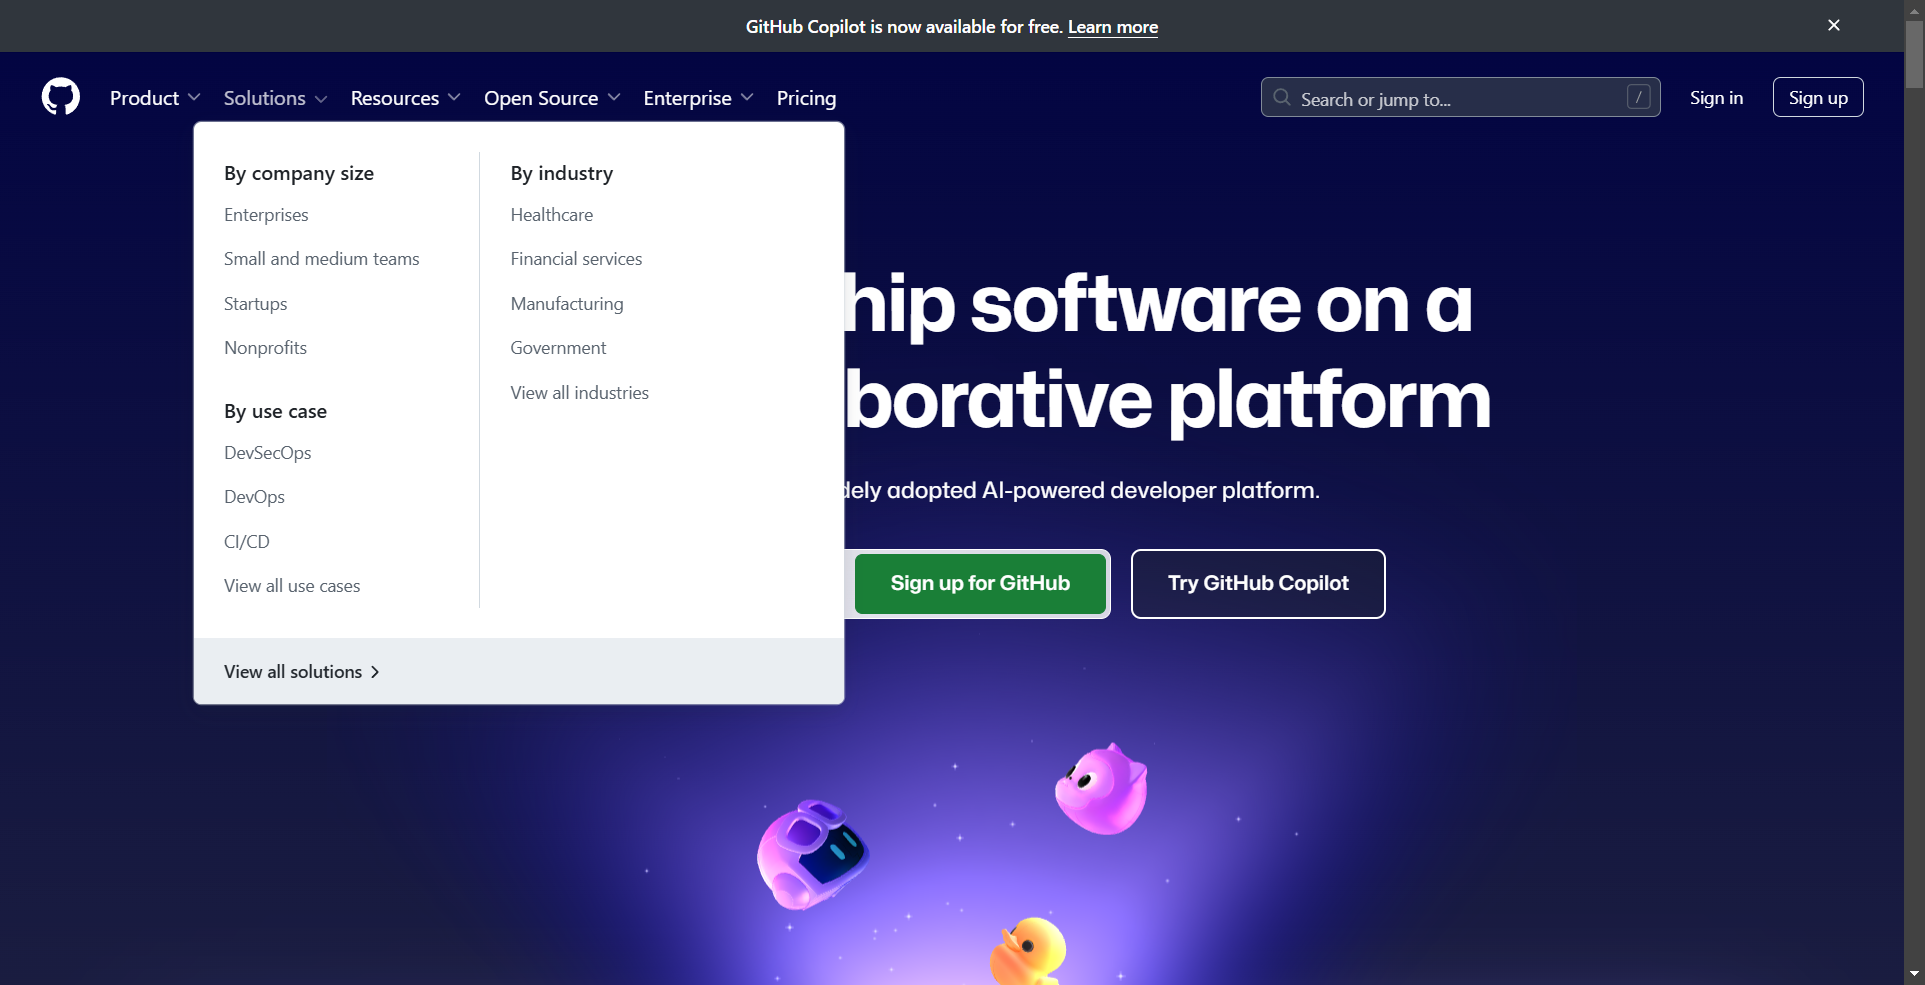 GitHub Copilot is now available for free. Learn more
Product Solutions Resources Open Source Enterprise Pricing
Search or jump to... /
Sign in
Sign up
By company size
Enterprises
Small and medium teams
Startups
Nonprofits
By use case
DevSecOps
DevOps
CI/CD
View all use cases
By industry
Healthcare
Financial services
Manufacturing
Government
View all industries
View all solutions
hip software on a
borative platform
dely adopted AI-powered developer platform.
Sign up for GitHub
Try GitHub Copilot